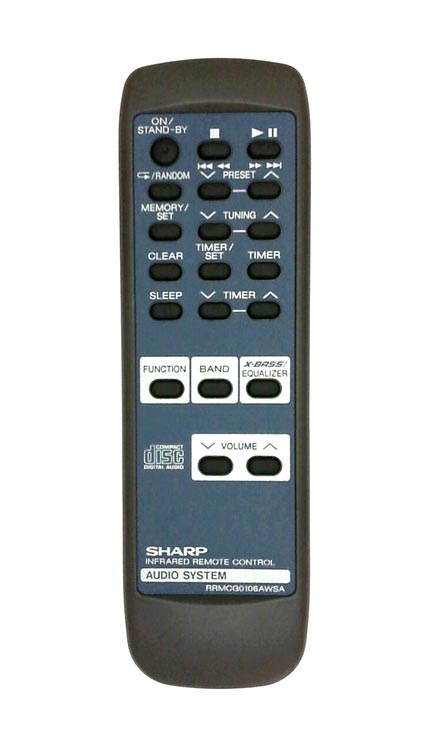 ON/
STAND-BY
/RANDOM
PRESET
MEMORY/
SET
TUNING
CLEAR
TIMER/
SET
TIMER
SLEEP
TIMER
FUNCTION
BAND
X-BASS/
EQUALIZER
VOLUME
COMPACT
disc
DIGITAL AUDIO
SHARP
INFRARED REMOTE CONTROL
AUDIO SYSTEM
RRMCG0106AWSA